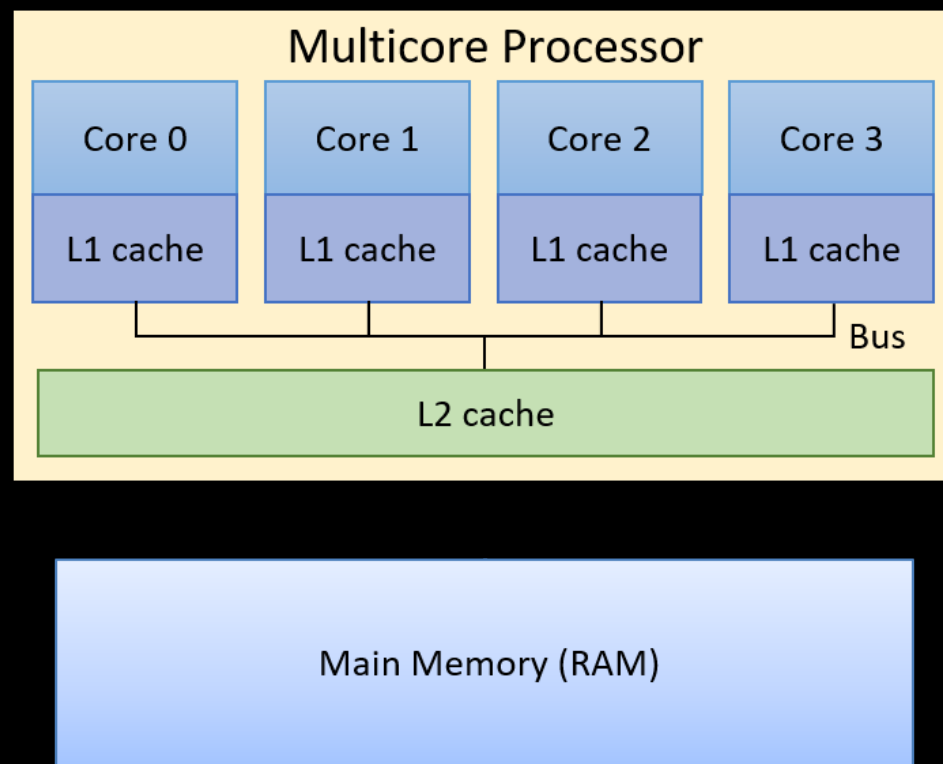 Multicore Processor
Core 0
Core 1
Core 2
Core 3
L1 cache
L1 cache
L1 cache
L1 cache
Bus
L2 cache
Main Memory (RAM)